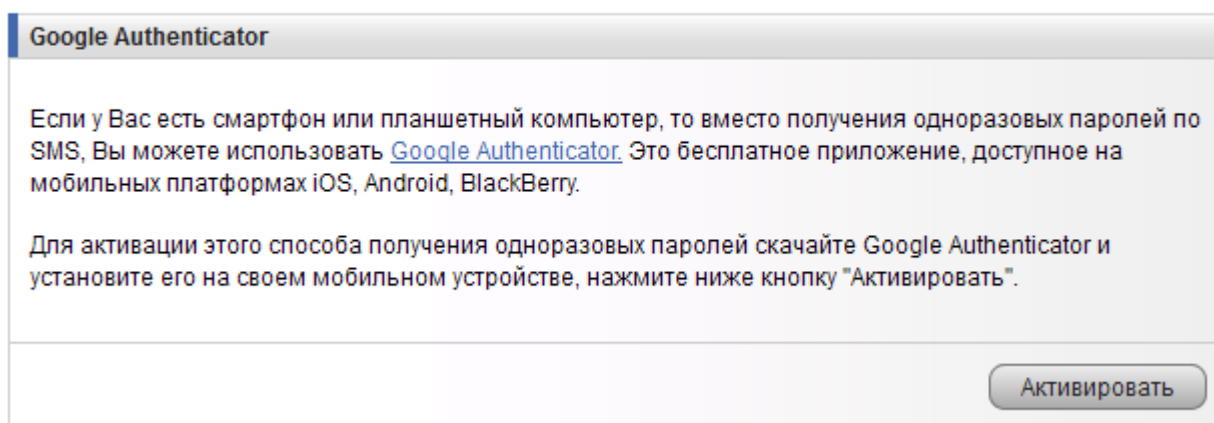 Google Authenticator
Если у Вас есть смартфон или планшетный компьютер, то вместо получения одноразовых паролей по
SMS, Вы можете использовать Google Authenticator. Это бесплатное приложение, доступное на
мобильных платформах iOS, Android, BlackBerry.
Для активации этого способа получения одноразовых паролей скачайте Google Authenticator и
установите его на своем мобильном устройстве, нажмите ниже кнопку "Активировать".
Активировать